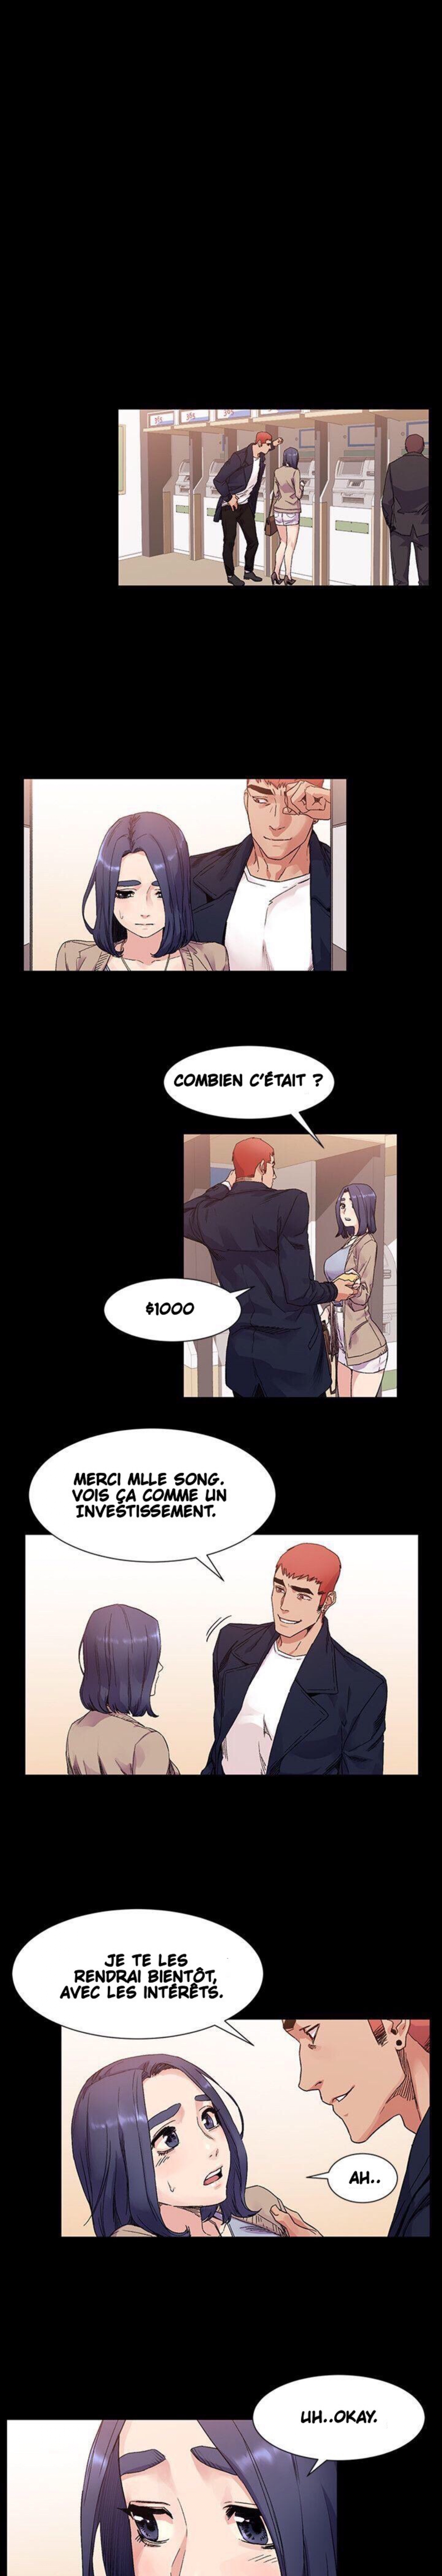 COMBIEN C'ÉTAIT ?
$1000
MERCI MLLE SONG.
VOIS ÇA COMME UN
INVESTISSEMENT.
JE TE LES
RENDRAI BIENTÔT,
AVEC LES INTÉRÊTS.
AH..
UH..OKAY.